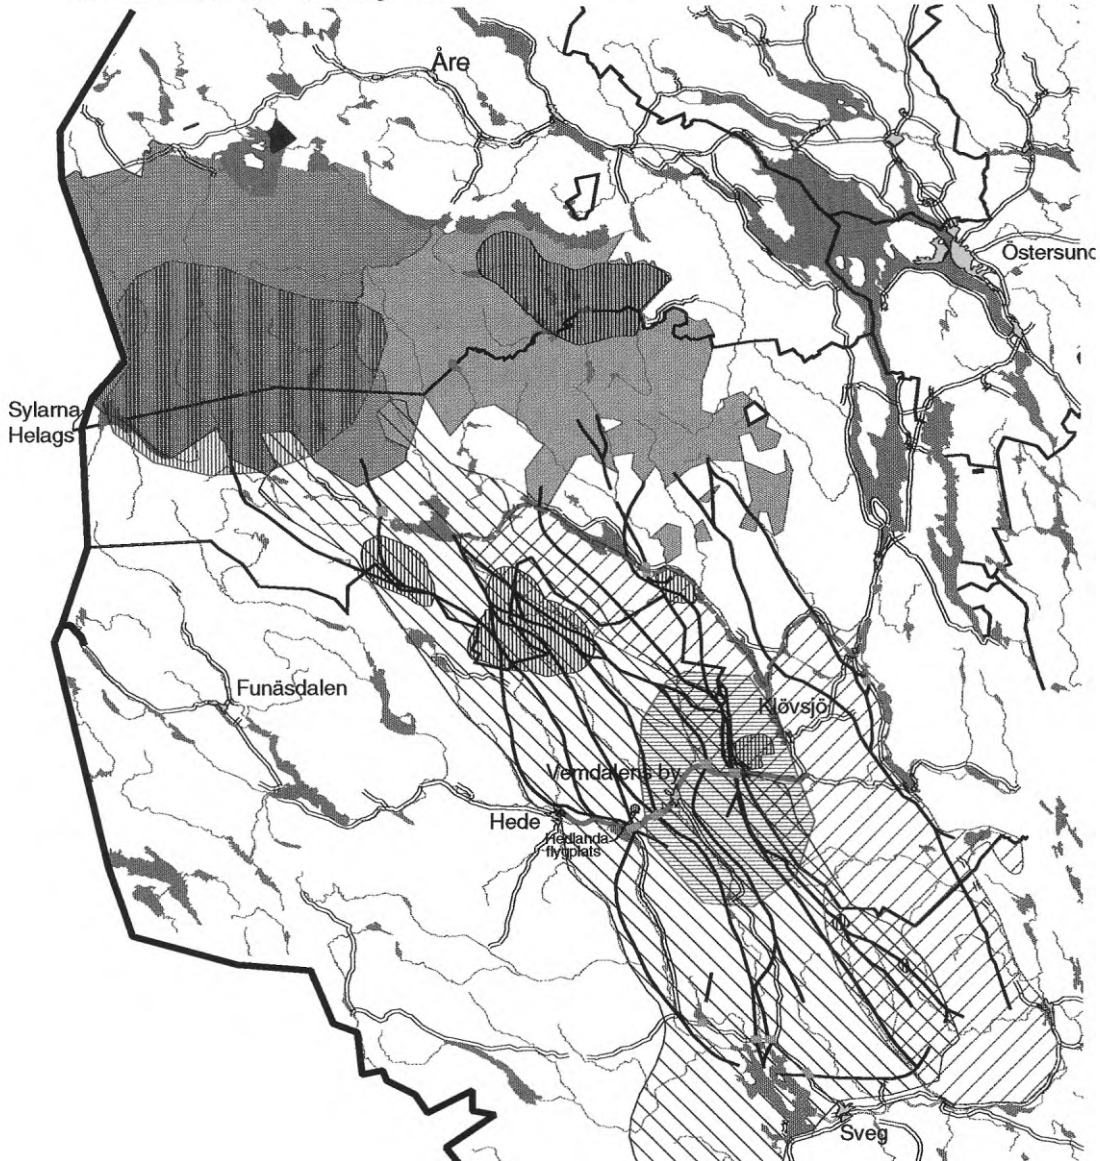 Åre
Östersund
Sylarna
Helags
Funäsdalen
Klövsjö
Vemdalens by
Hede
Hedlanda-
flygplats
Sveg